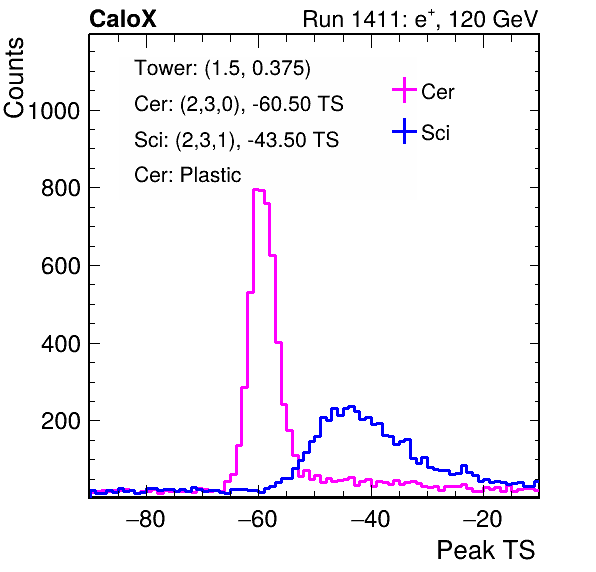 CaloX Run 1411: e⁺, 120 GeV
Counts
Tower: (1.5, 0.375)
Cer: (2,3,0), -60.50 TS
Sci: (2,3,1), -43.50 TS
Cer: Plastic
Cer
Sci
1000
800
600
400
200
−80 −60 −40 −20
Peak TS